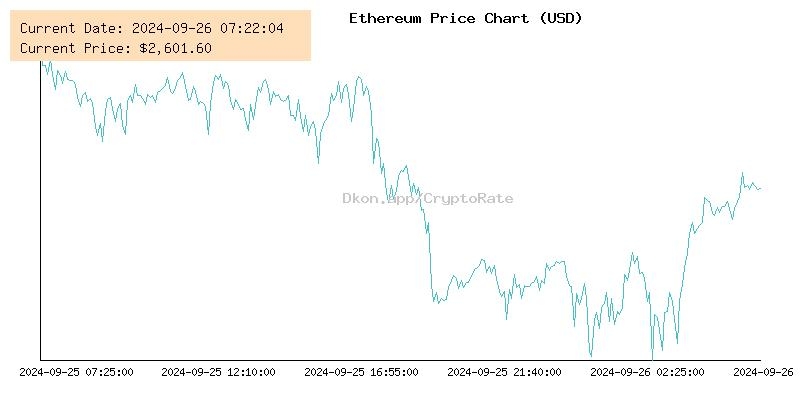 Ethereum Price Chart (USD)
Current Date: 2024-09-26 07:22:04
Current Price: $2,601.60
Dkon.app/CryptoRate
2024-09-25 07:25:00 2024-09-25 12:10:00 2024-09-25 16:55:00 2024-09-25 21:40:00 2024-09-26 02:25:00 2024-09-26